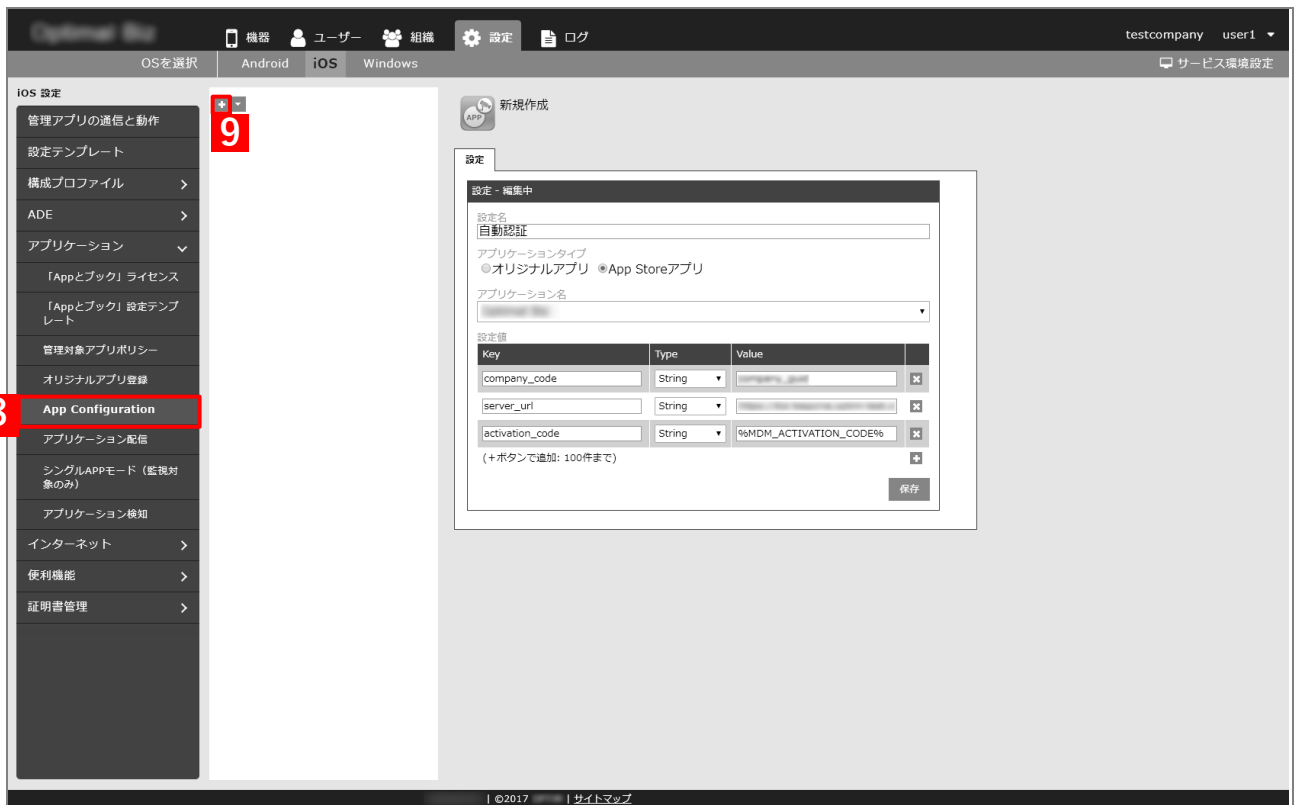 機器 ユーザー 組織 設定 ログ testcompany user1
OSを選択 Android iOS Windows サービス環境設定
iOS 設定
管理アプリの通信と動作
設定テンプレート
構成プロファイル
ADE
アプリケーション
「Appとブック」ライセンス
「Appとブック」設定テンプ
レート
管理対象アプリポリシー
オリジナルアプリ登録
App Configuration
アプリケーション配信
シングルAPPモード（監視対
象のみ）
アプリケーション検知
インターネット
便利機能
証明書管理
9
APP 新規作成
設定
設定 - 編集中
設定名
自動認証
アプリケーションタイプ
オリジナルアプリ App Storeアプリ
アプリケーション名
設定値
Key Type Value
company_code String
server_url String
activation_code String %MDM_ACTIVATION_CODE%
(+ボタンで追加: 100件まで)
保存
| ©2017 | サイトマップ